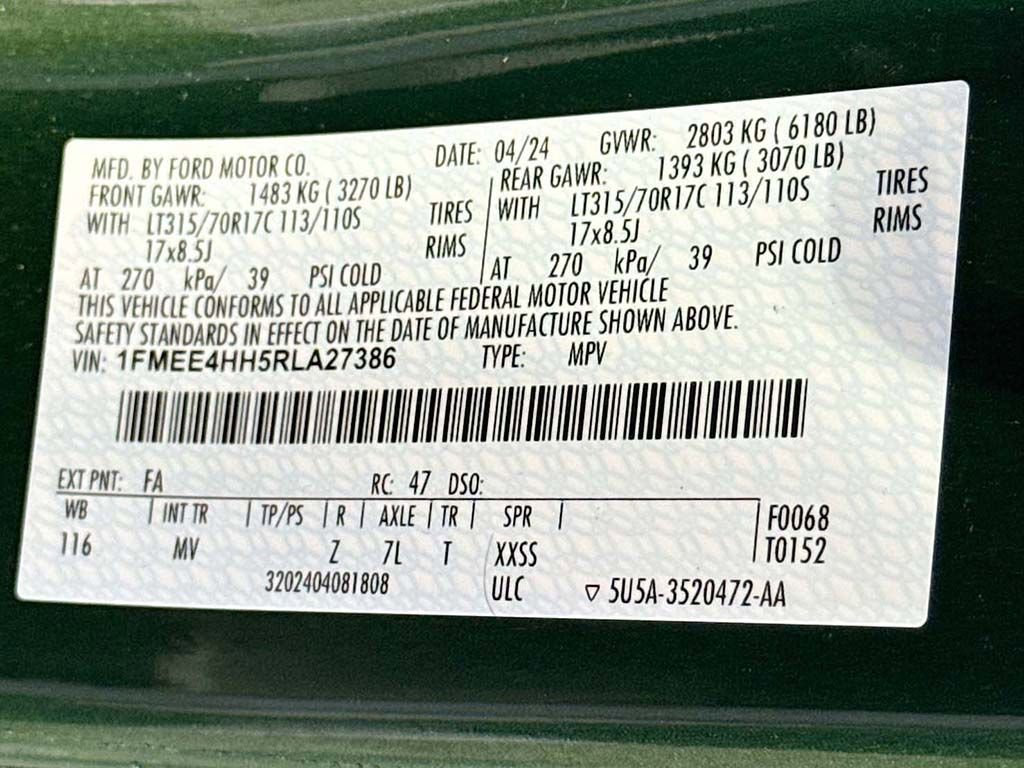 MFD. BY FORD MOTOR CO. DATE: 04/24 GVWR: 2803 KG ( 6180 LB)
FRONT GAWR: 1483 KG ( 3270 LB) REAR GAWR: 1393 KG ( 3070 LB)
WITH LT315/70R17C 113/110S TIRES WITH LT315/70R17C 113/110S TIRES
17x8.5J RIMS 17x8.5J RIMS
AT 270 kPa/ 39 PSI COLD AT 270 kPa/ 39 PSI COLD
THIS VEHICLE CONFORMS TO ALL APPLICABLE FEDERAL MOTOR VEHICLE
SAFETY STANDARDS IN EFFECT ON THE DATE OF MANUFACTURE SHOWN ABOVE.
VIN: 1FMEE4HH5RLA27386 TYPE: MPV
EXT PNT: FA RC: 47 DSO:
WB INT TR TP/PS R AXLE TR SPR F0068
116 MV Z 7L T XXSS T0152
3202404081808 ULC ▽ 5U5A-3520472-AA